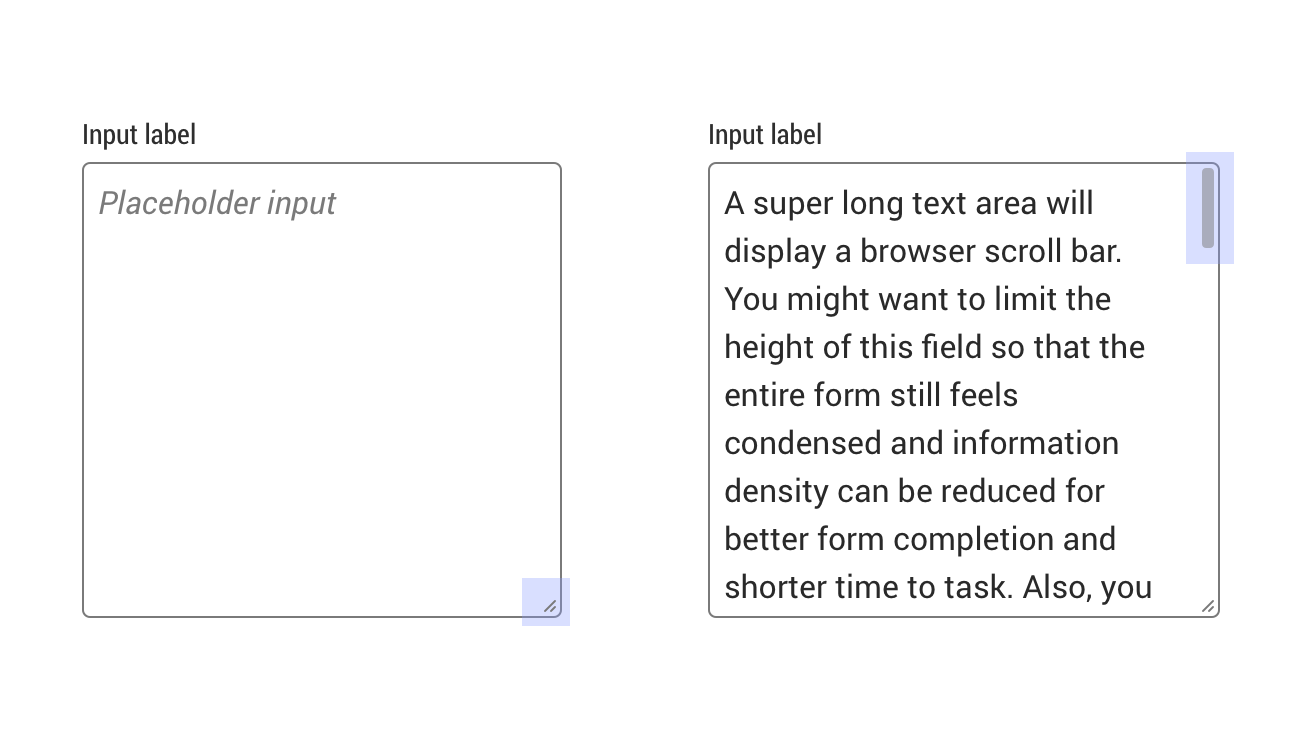 Input label
Placeholder input
Input label
A super long text area will
display a browser scroll bar.
You might want to limit the
height of this field so that the
entire form still feels
condensed and information
density can be reduced for
better form completion and
shorter time to task. Also, you